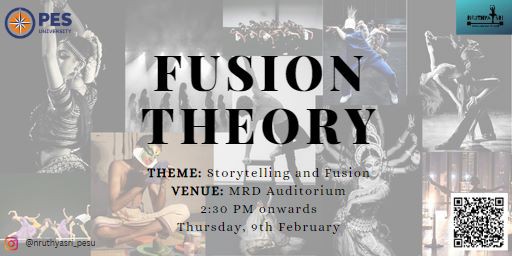 PES
UNIVERSITY
NRUTHYASRI
FUSION
THEORY
THEME: Storytelling and Fusion
VENUE: MRD Auditorium
2:30 PM onwards
Thursday, 9th February
@nruthyasri_pesu